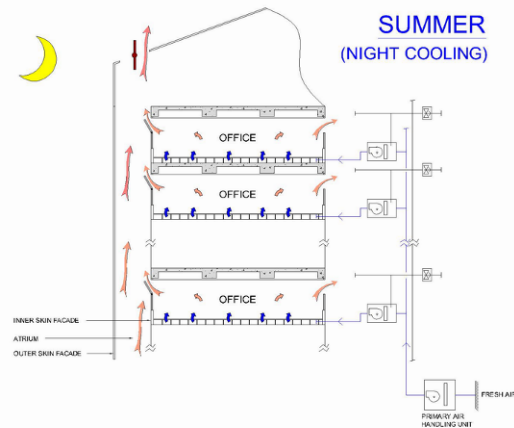 SUMMER
(NIGHT COOLING)
OFFICE
OFFICE
OFFICE
INNER SKIN FACADE
ATRIUM
OUTER SKIN FACADE
FRESH AIR
PRIMARY AIR
HANDLING UNIT